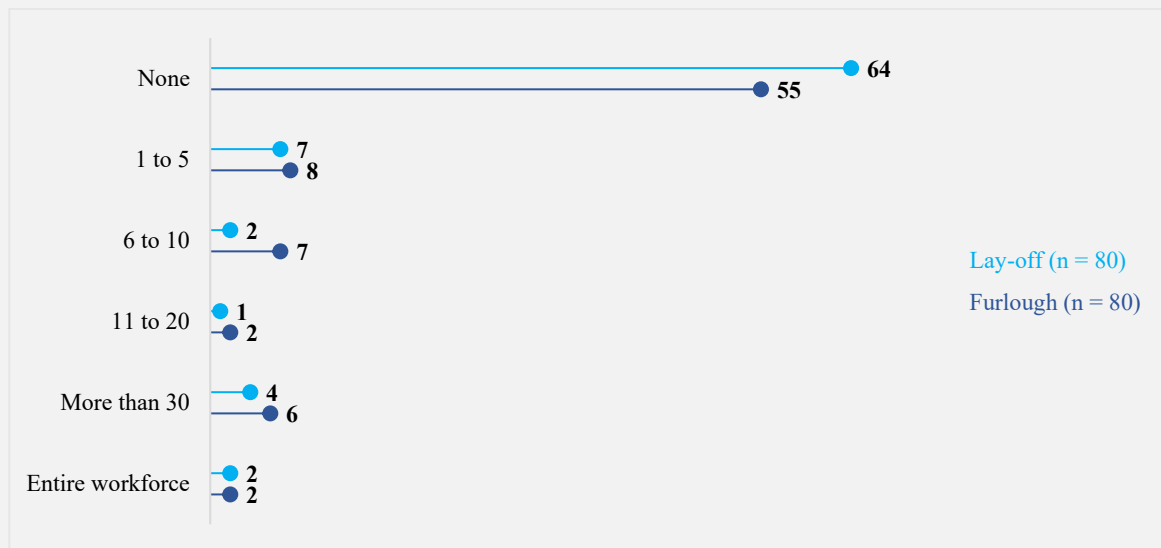 None
64
55
1 to 5
7
8
6 to 10
2
7
Lay-off (n = 80)
Furlough (n = 80)
11 to 20
1
2
More than 30
4
6
Entire workforce
2
2